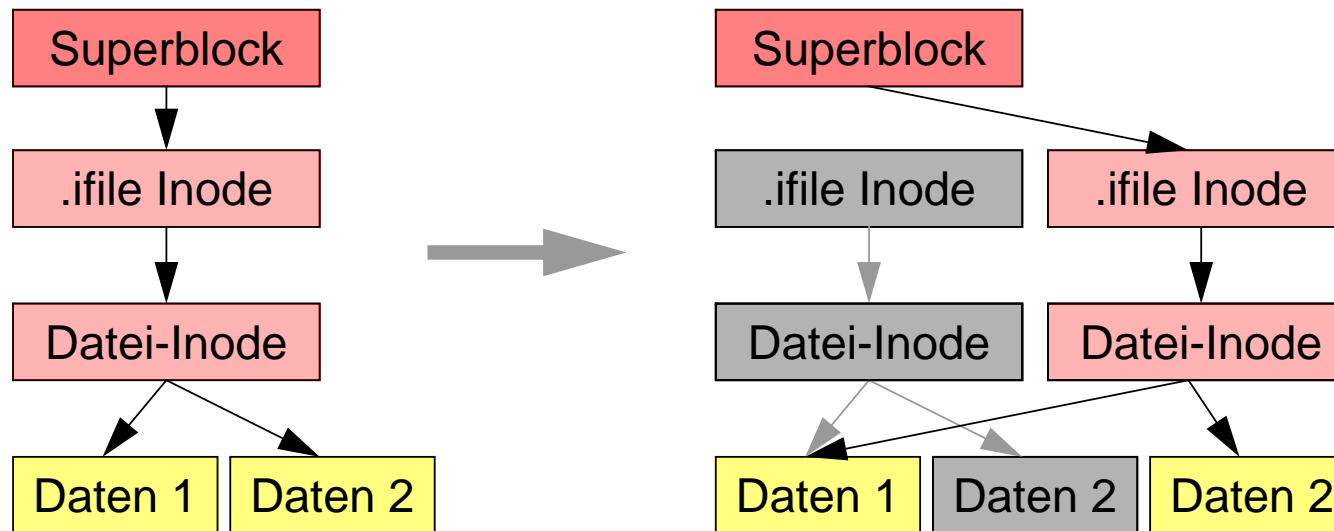 Superblock
.ifile Inode
Datei-Inode
Daten 1
Daten 2
Superblock
.ifile Inode
.ifile Inode
Datei-Inode
Datei-Inode
Daten 1
Daten 2
Daten 2